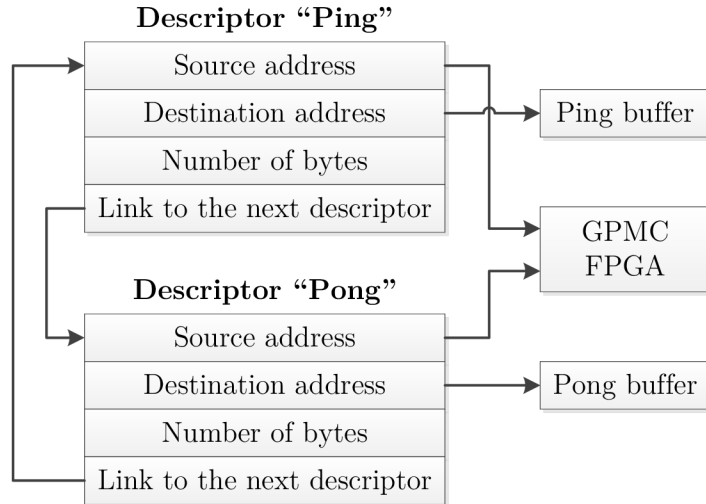 Descriptor “Ping”
Source address
Destination address
Number of bytes
Link to the next descriptor
Ping buffer
GPMC
FPGA
Descriptor “Pong”
Source address
Destination address
Number of bytes
Link to the next descriptor
Pong buffer